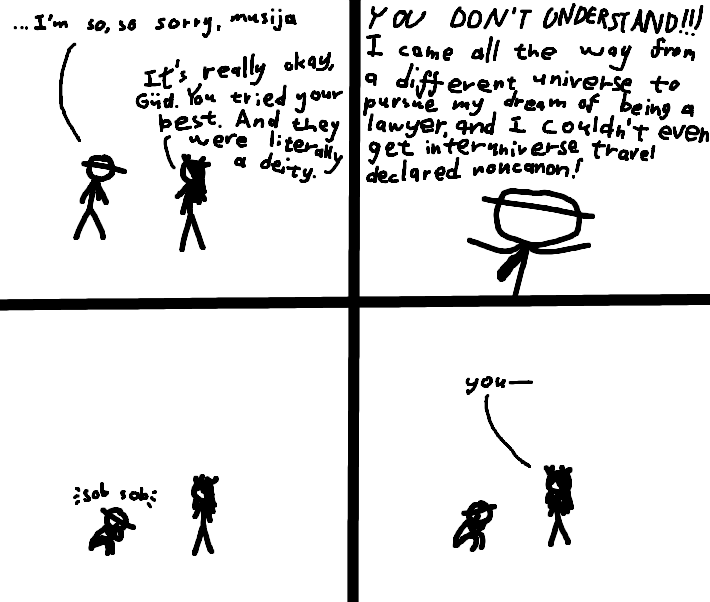 ...I'm so, so sorry, musija
It's really okay,
Güd. You tried your
best. And they
were literally
a deity.
YOU DON'T UNDERSTAND!!!
I came all the way from
a different universe to
pursue my dream of being a
lawyer, and I couldn't even
get interuniverse travel
declared noncanon!
sob sob
you—